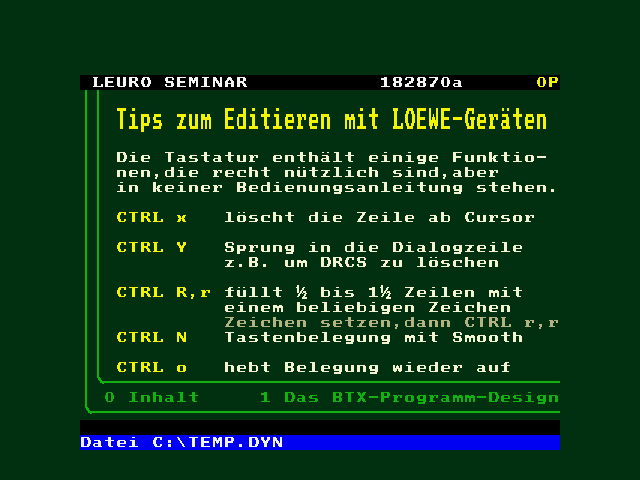 LEURO SEMINAR 182870a 0P
Tips zum Editieren mit LOEWE-Geräten
Die Tastatur enthält einige Funktio-
nen,die recht nützlich sind,aber
in keiner Bedienungsanleitung stehen.
CTRL x löscht die Zeile ab Cursor
CTRL Y Sprung in die Dialogzeile
z.B. um DRCS zu löschen
CTRL R,r füllt ½ bis 1½ Zeilen mit
einem beliebigen Zeichen
Zeichen setzen,dann CTRL r,r
CTRL N Tastenbelegung mit Smooth
CTRL o hebt Belegung wieder auf
0 Inhalt 1 Das BTX-Programm-Design
Datei C:\TEMP.DYN